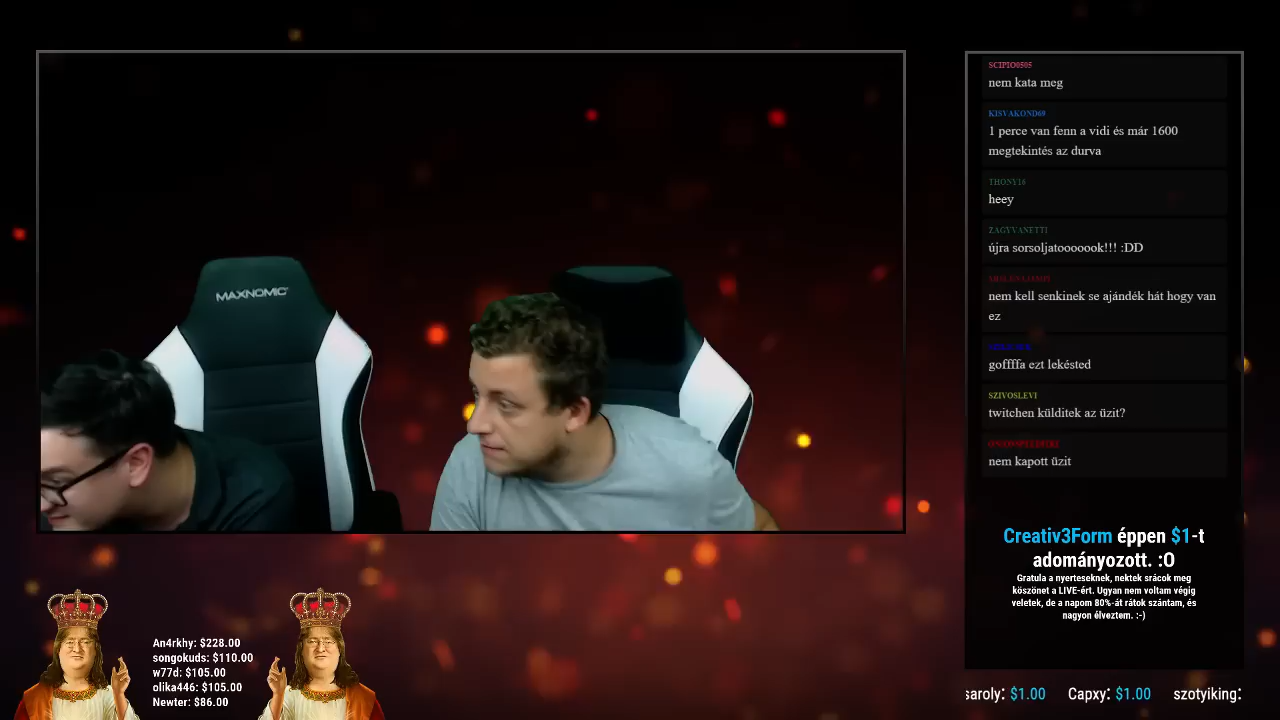 MAXNOMIC
SCIPIO0505
nem kata meg
KISVAKOND69
1 perce van fenn a vidi és már 1600
megtekintés az durva
THONY16
heey
ZAGYVANETTI
újra sorsoljatoooook!!! :DD
nem kell senkinek se ajándék hát hogy van
ez
goffffa ezt lekésted
SZIVOSLEVI
twitchen külditek az üzit?
nem kapott üzit
Creativ3Form éppen $1-t
adományozott. :O
Gratula a nyerteseknek, nektek srácok meg
köszönet a LIVE-ért. Ugyan nem voltam végig
veletek, de a napom 80%-át rátok szántam, és
nagyon élveztem. :-)
An4rkhy: $228.00
songokuds: $110.00
w77d: $105.00
olika446: $105.00
Newter: $86.00
saroly: $1.00 Capxy: $1.00 szotyiking: